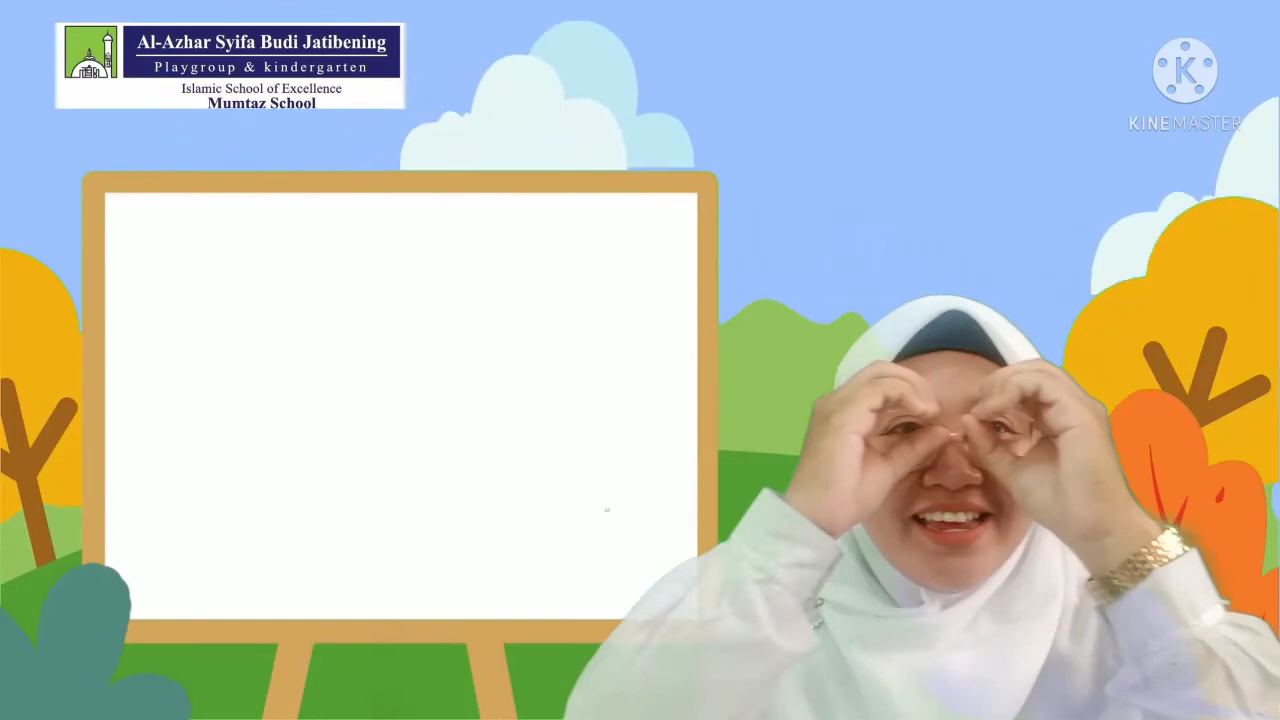 Al-Azhar Syifa Budi Jatibening
Playgroup & kindergarten
Islamic School of Excellence
Mumtaz School
K
KINEMASTER